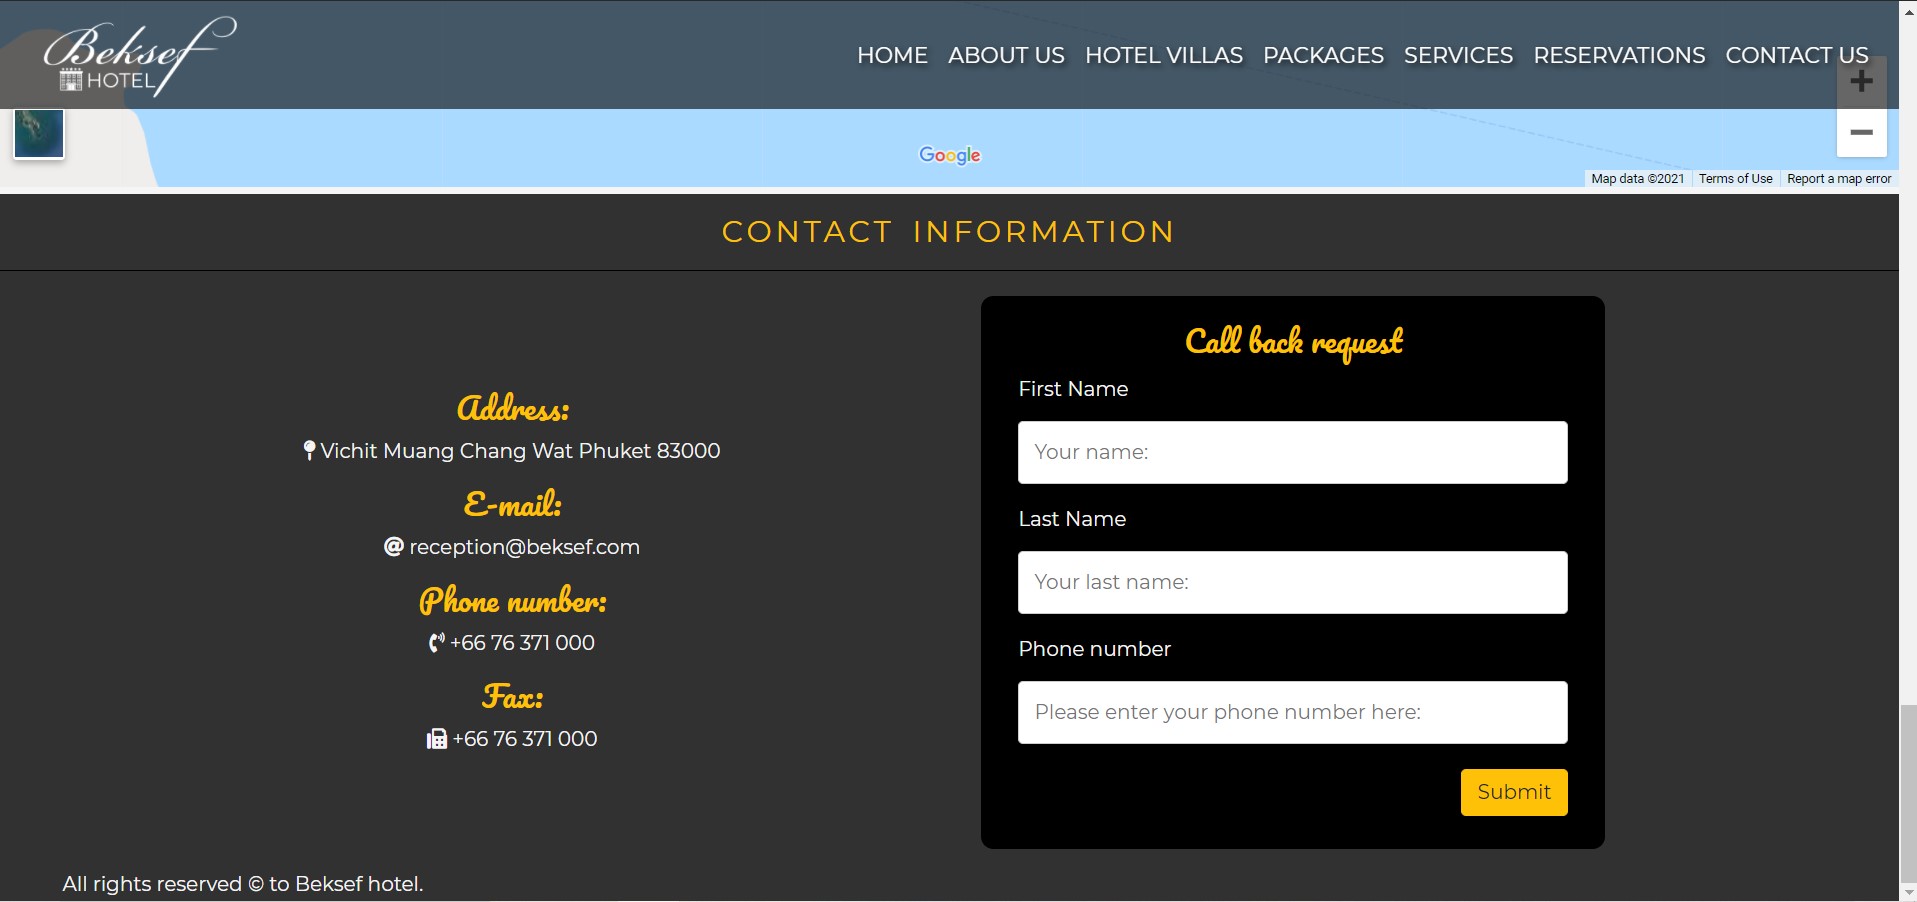 Beksef
HOTEL
HOME ABOUT US HOTEL VILLAS PACKAGES SERVICES RESERVATIONS CONTACT US
Google
Map data ©2021 Terms of Use Report a map error
CONTACT INFORMATION
Address:
Vichit Muang Chang Wat Phuket 83000
E-mail:
@ reception@beksef.com
Phone number:
+66 76 371 000
Fax:
+66 76 371 000
Call back request
First Name
Your name:
Last Name
Your last name:
Phone number
Please enter your phone number here:
Submit
All rights reserved © to Beksef hotel.